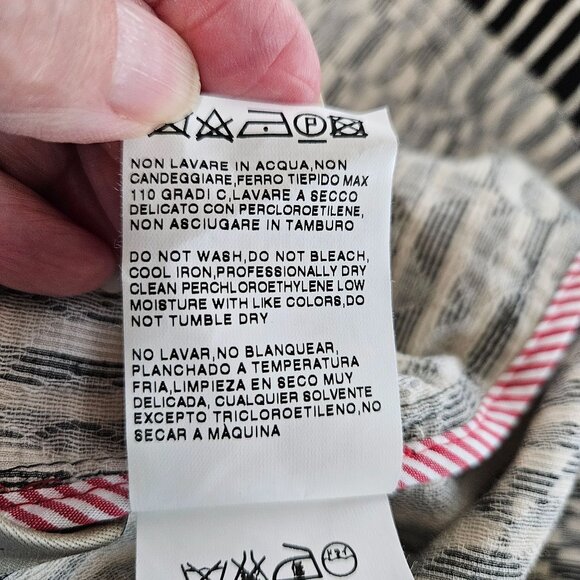 P
NON LAVARE IN ACQUA,NON
CANDEGGIARE,FERRO TIEPIDO MAX
110 GRADI C,LAVARE A SECCO
DELICATO CON PERCLOROETILENE,
NON ASCIUGARE IN TAMBURO
DO NOT WASH,DO NOT BLEACH,
COOL IRON,PROFESSIONALLY DRY
CLEAN PERCHLOROETHYLENE LOW
MOISTURE WITH LIKE COLORS,DO
NOT TUMBLE DRY
NO LAVAR,NO BLANQUEAR,
PLANCHADO A TEMPERATURA
FRIA,LIMPIEZA EN SECO MUY
DELICADA, CUALQUIER SOLVENTE
EXCEPTO TRICLOROETILENO,NO
SECAR A MÀQUINA